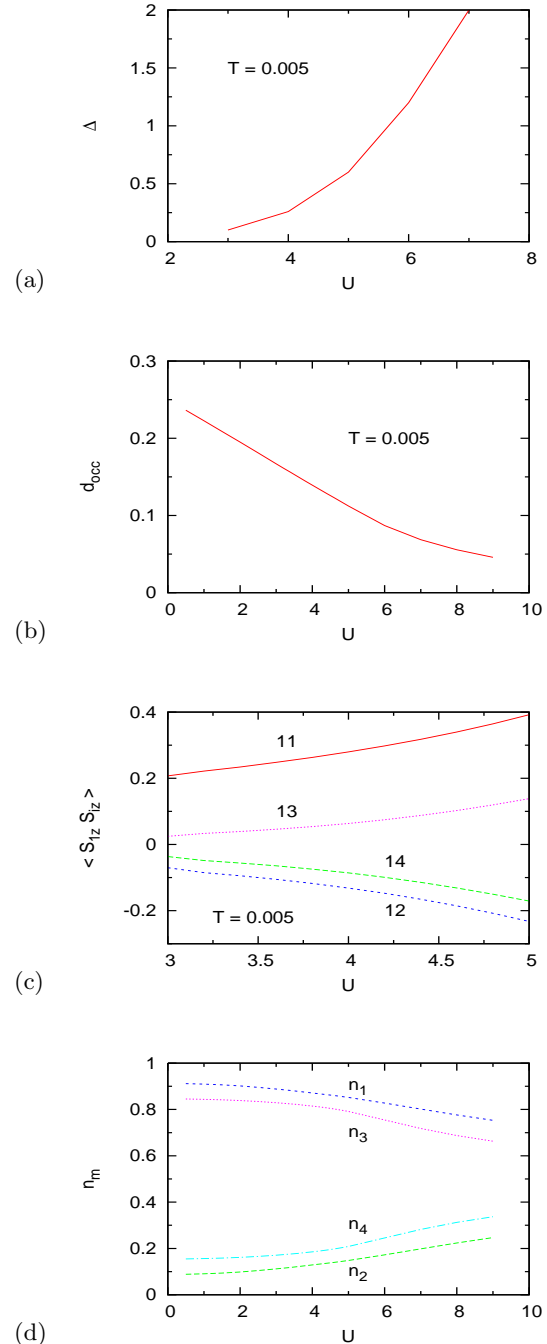 2
1.5
1
0.5
0
Δ
T = 0.005
2 4 6 8
U
(a)
0.3
0.2
0.1
0
d_occ
T = 0.005
0 2 4 6 8 10
U
(b)
0.4
0.2
0
-0.2
< S_1z S_iz >
11
13
14
12
T = 0.005
3 3.5 4 4.5 5
U
(c)
1
0.8
0.6
0.4
0.2
0
n_m
n_1
n_3
n_4
n_2
0 2 4 6 8 10
U
(d)